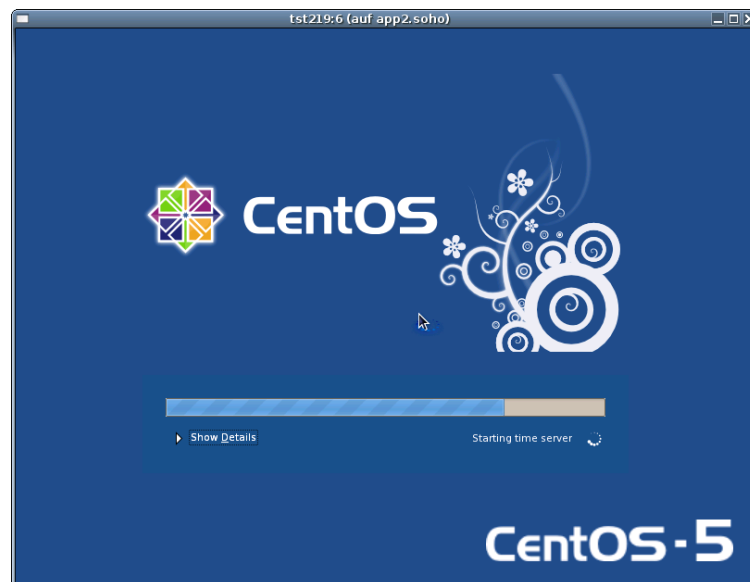 tst219:6 (auf app2.soho)
CentOS
Show Details
Starting time server
CentOS-5